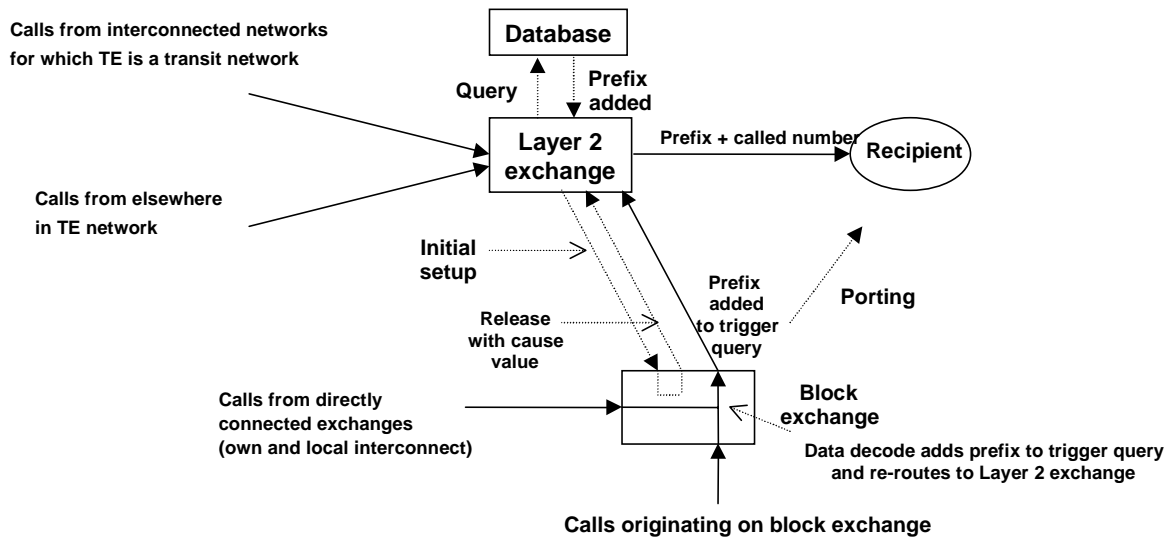 Calls from interconnected networks
for which TE is a transit network
Database
Query
Prefix
added
Layer 2
exchange
Prefix + called number
Recipient
Calls from elsewhere
in TE network
Initial
setup
Release
with cause
value
Prefix
added
to trigger
query
Porting
Calls from directly
connected exchanges
(own and local interconnect)
Block
exchange
Data decode adds prefix to trigger query
and re-routes to Layer 2 exchange
Calls originating on block exchange